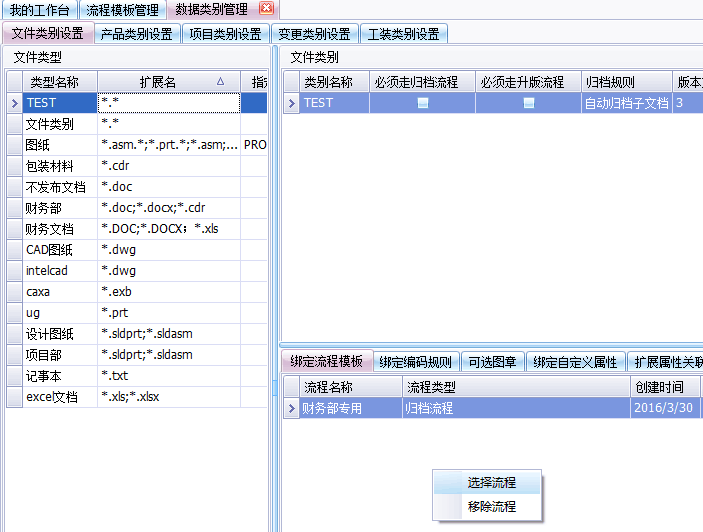 我的工作台 流程模板管理 数据类别管理
文件类别设置 产品类别设置 项目类别设置 变更类别设置 工装类别设置
文件类型
类型名称 扩展名 指定
TEST *.*
文件类别 *.*
图纸 *.asm.*;*.prt.*;*.asm;... PRO
包装材料 *.cdr
不发布文档 *.doc
财务部 *.doc;*.docx;*.cdr
财务文档 *.DOC;*.DOCX；*.xls
CAD图纸 *.dwg
intelcad *.dwg
caxa *.exb
ug *.prt
设计图纸 *.sldprt;*.sldasm
项目部 *.sldprt;*.sldasm
记事本 *.txt
excel文档 *.xls;*.xlsx
文件类别
类别名称 必须走归档流程 必须走升版流程 归档规则 版本
TEST 自动归档子文档 3
绑定流程模板 绑定编码规则 可选图章 绑定自定义属性 扩展属性关联
流程名称 流程类型 创建时间
财务部专用 归档流程 2016/3/30
选择流程
移除流程